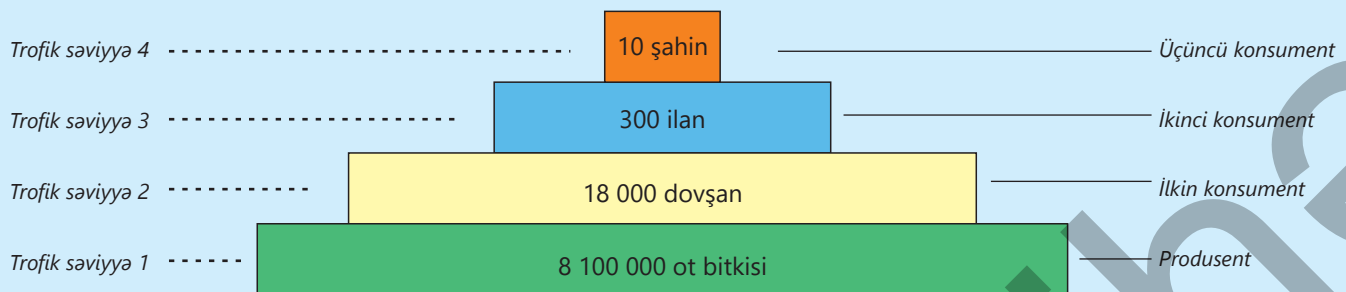 Trofik səviyyə 4 10 şahin Üçüncü konsument
Trofik səviyyə 3 300 ilan İkinci konsument
Trofik səviyyə 2 18 000 dovşan İlkin konsument
Trofik səviyyə 1 8 100 000 ot bitkisi Produsent